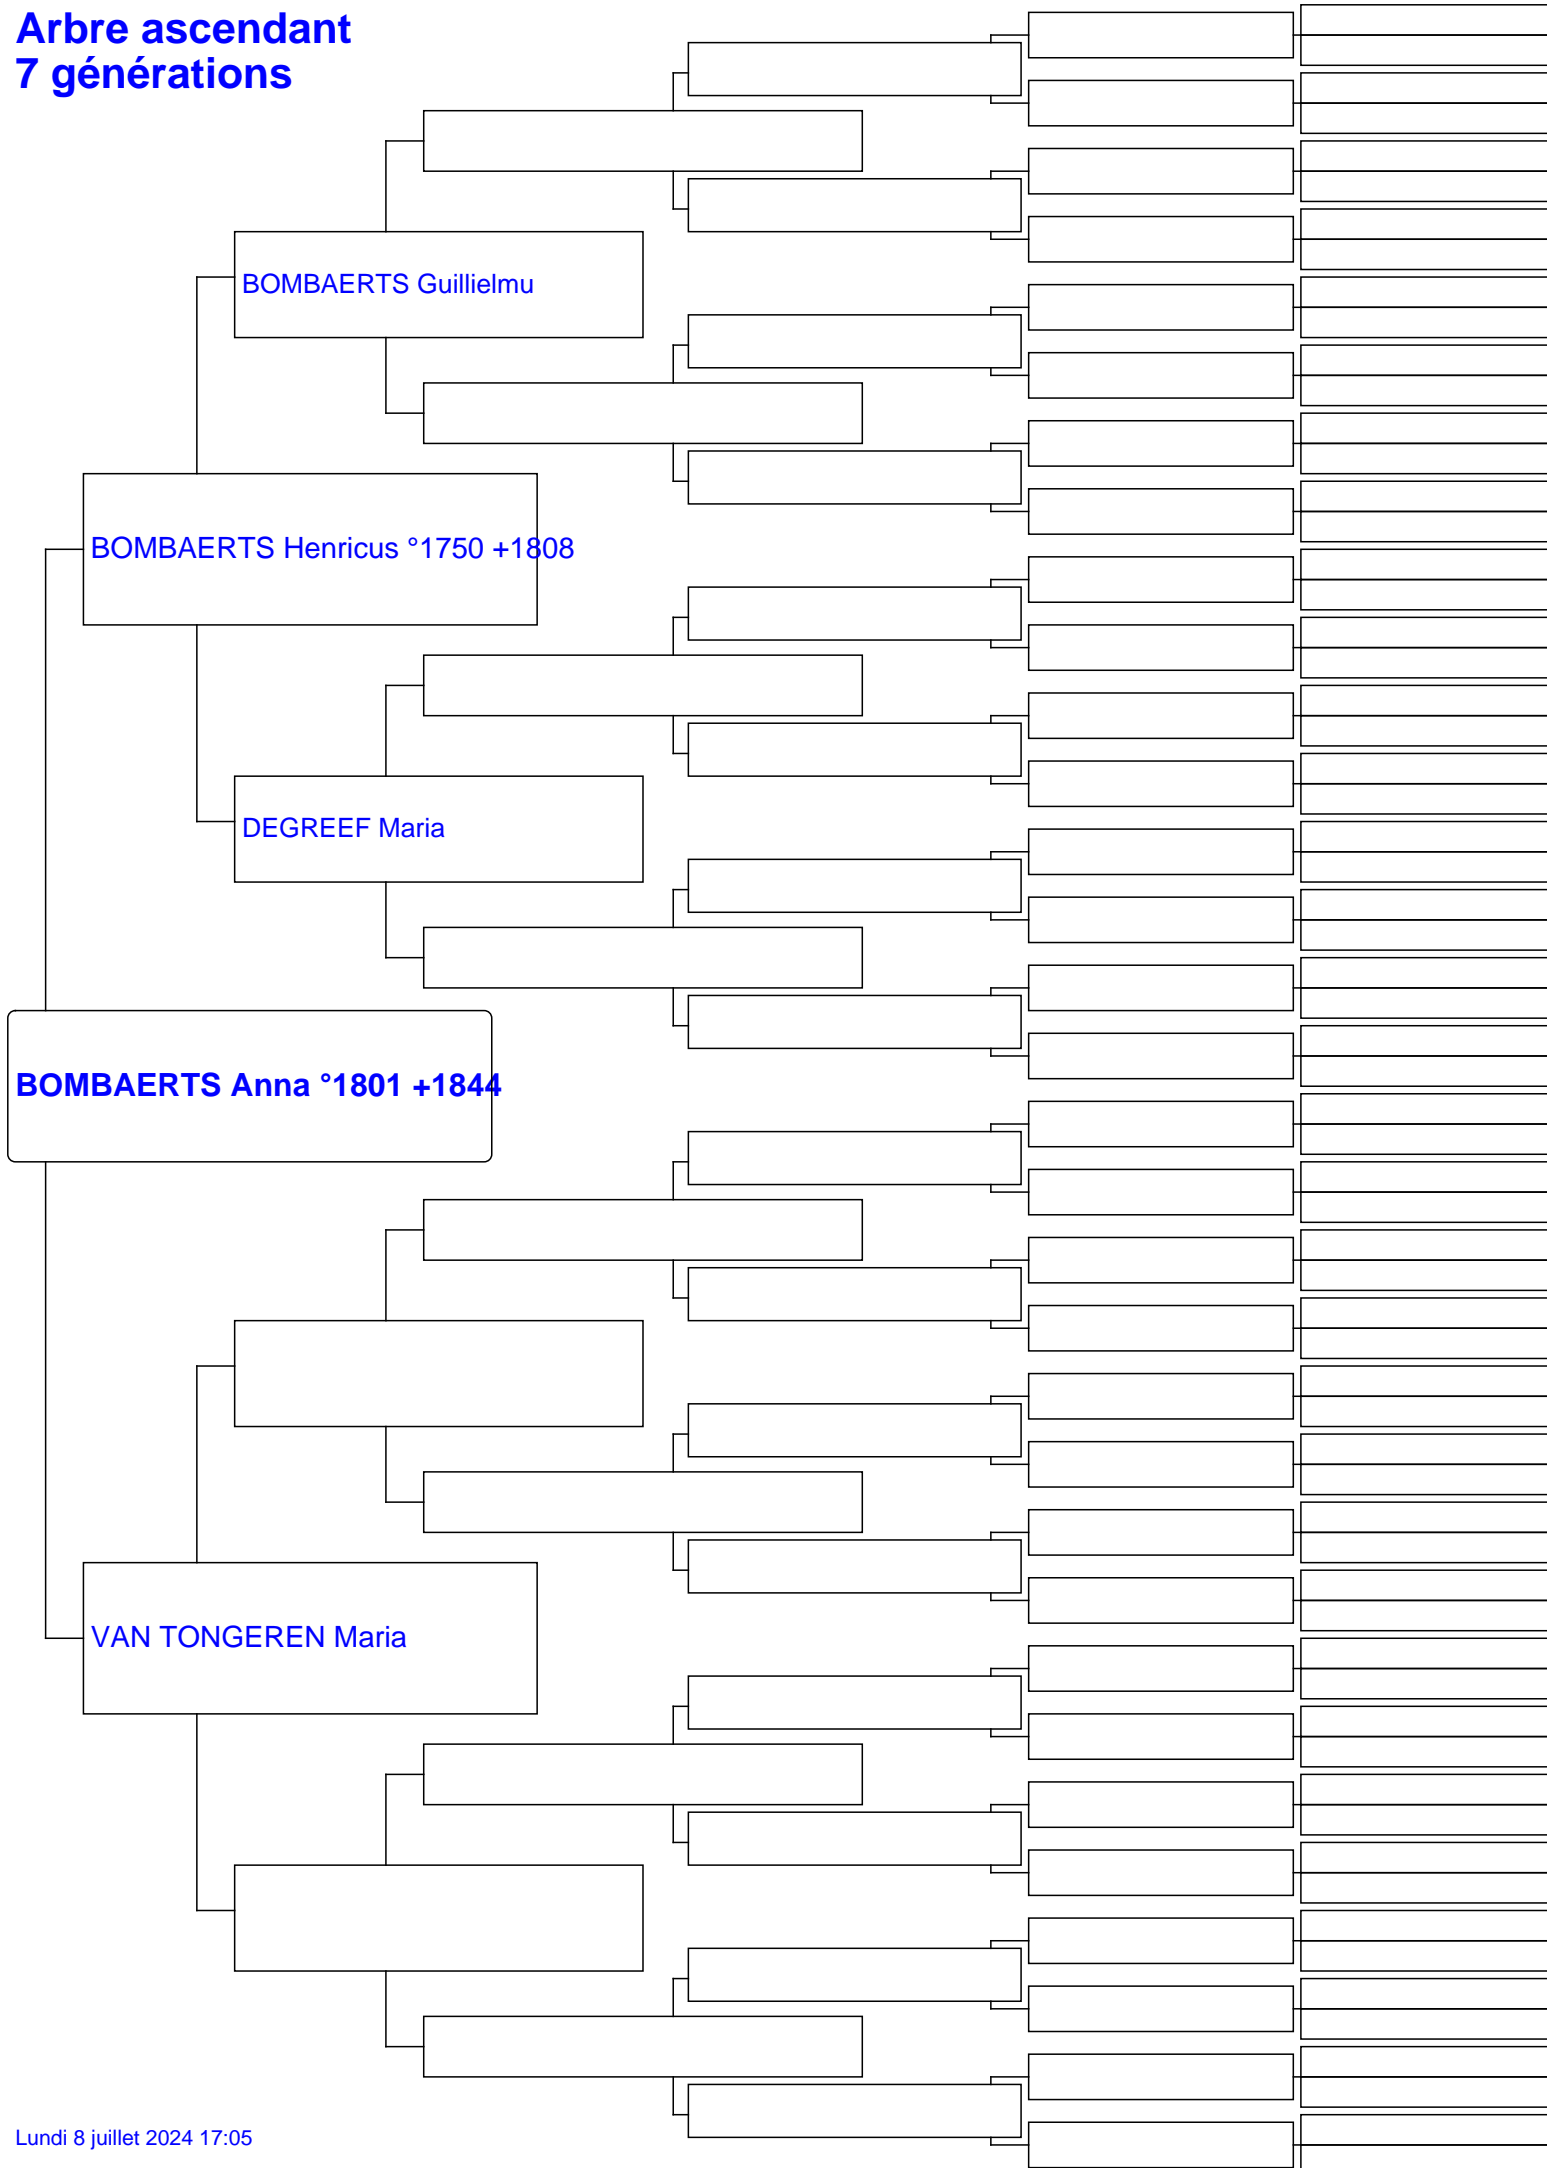 Arbre ascendant
7 générations
BOMBAERTS Guillielmu
BOMBAERTS Henricus °1750 +1808
DEGREEF Maria
BOMBAERTS Anna °1801 +1844
VAN TONGEREN Maria
Lundi 8 juillet 2024 17:05